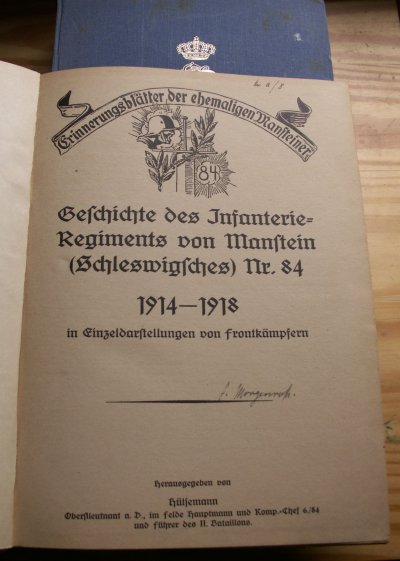 Erinnerungsblätter der ehemaligen Mansteiner
84
Geschichte des Infanterie=
Regiments von Manstein
(Schleswigsches) Nr. 84
1914—1918
in Einzeldarstellungen von Frontkämpfern
Herausgegeben von
Hülsemann
Oberstleutnant a. D., im Felde Hauptmann und Komp.=Chef 6/84
und Führer des II. Bataillons.